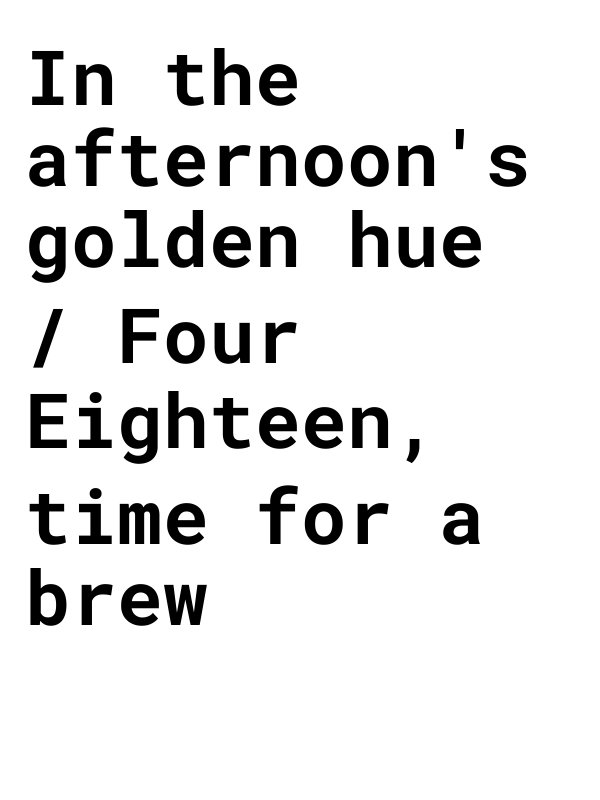 In the
afternoon's
golden hue
/ Four
Eighteen,
time for a
brew